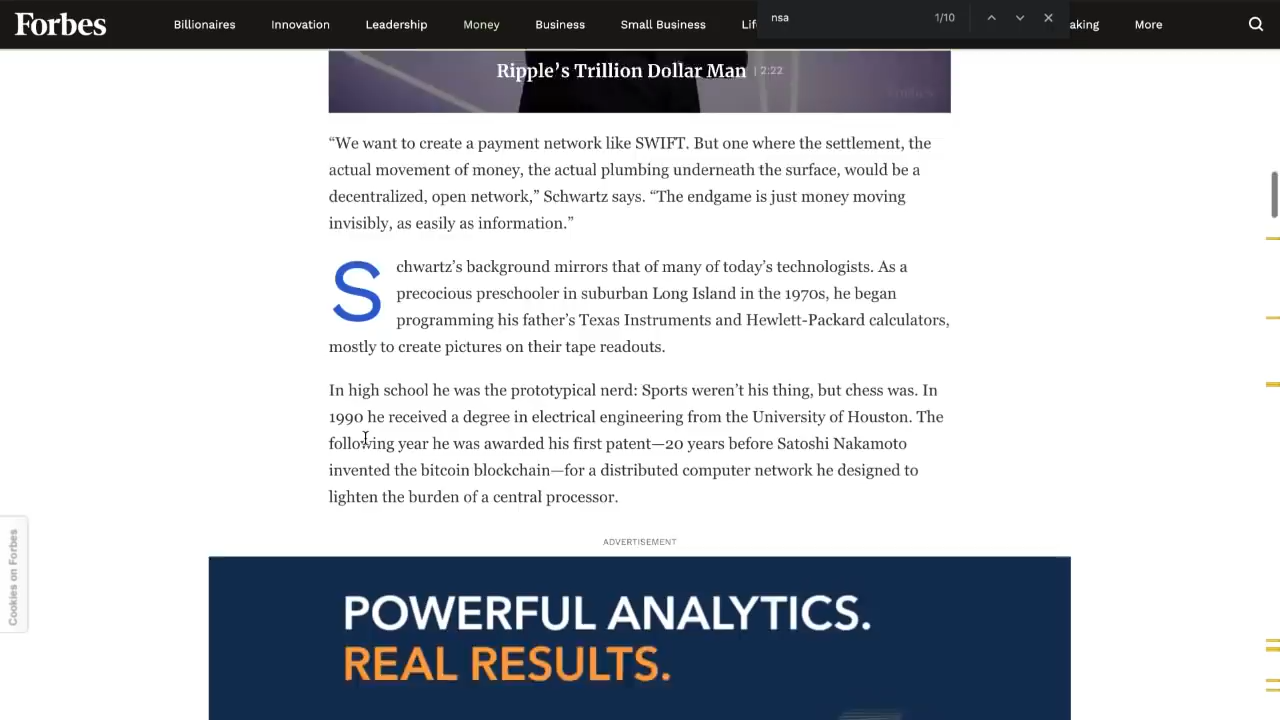 Forbes
Billionaires
Innovation
Leadership
Money
Business
Small Business
nsa
1/10
aking
More
Ripple’s Trillion Dollar Man | 2:22
“We want to create a payment network like SWIFT. But one where the settlement, the
actual movement of money, the actual plumbing underneath the surface, would be a
decentralized, open network,” Schwartz says. “The endgame is just money moving
invisibly, as easily as information.”
Schwartz’s background mirrors that of many of today’s technologists. As a
precocious preschooler in suburban Long Island in the 1970s, he began
programming his father’s Texas Instruments and Hewlett-Packard calculators,
mostly to create pictures on their tape readouts.
In high school he was the prototypical nerd: Sports weren’t his thing, but chess was. In
1990 he received a degree in electrical engineering from the University of Houston. The
following year he was awarded his first patent—20 years before Satoshi Nakamoto
invented the bitcoin blockchain—for a distributed computer network he designed to
lighten the burden of a central processor.
Cookies on Forbes
ADVERTISEMENT
POWERFUL ANALYTICS.
REAL RESULTS.